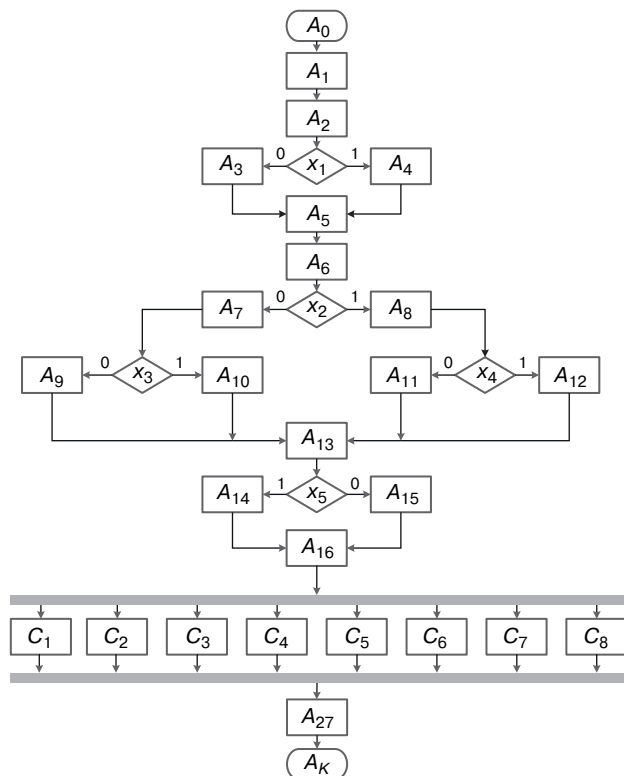 A0
A1
A2
0 1
A3 x1 A4
A5
A6
0 1
A7 x2 A8
0 1 0 1
A9 x3 A10 A11 x4 A12
A13
1 0
A14 x5 A15
A16
C1 C2 C3 C4 C5 C6 C7 C8
A27
AK